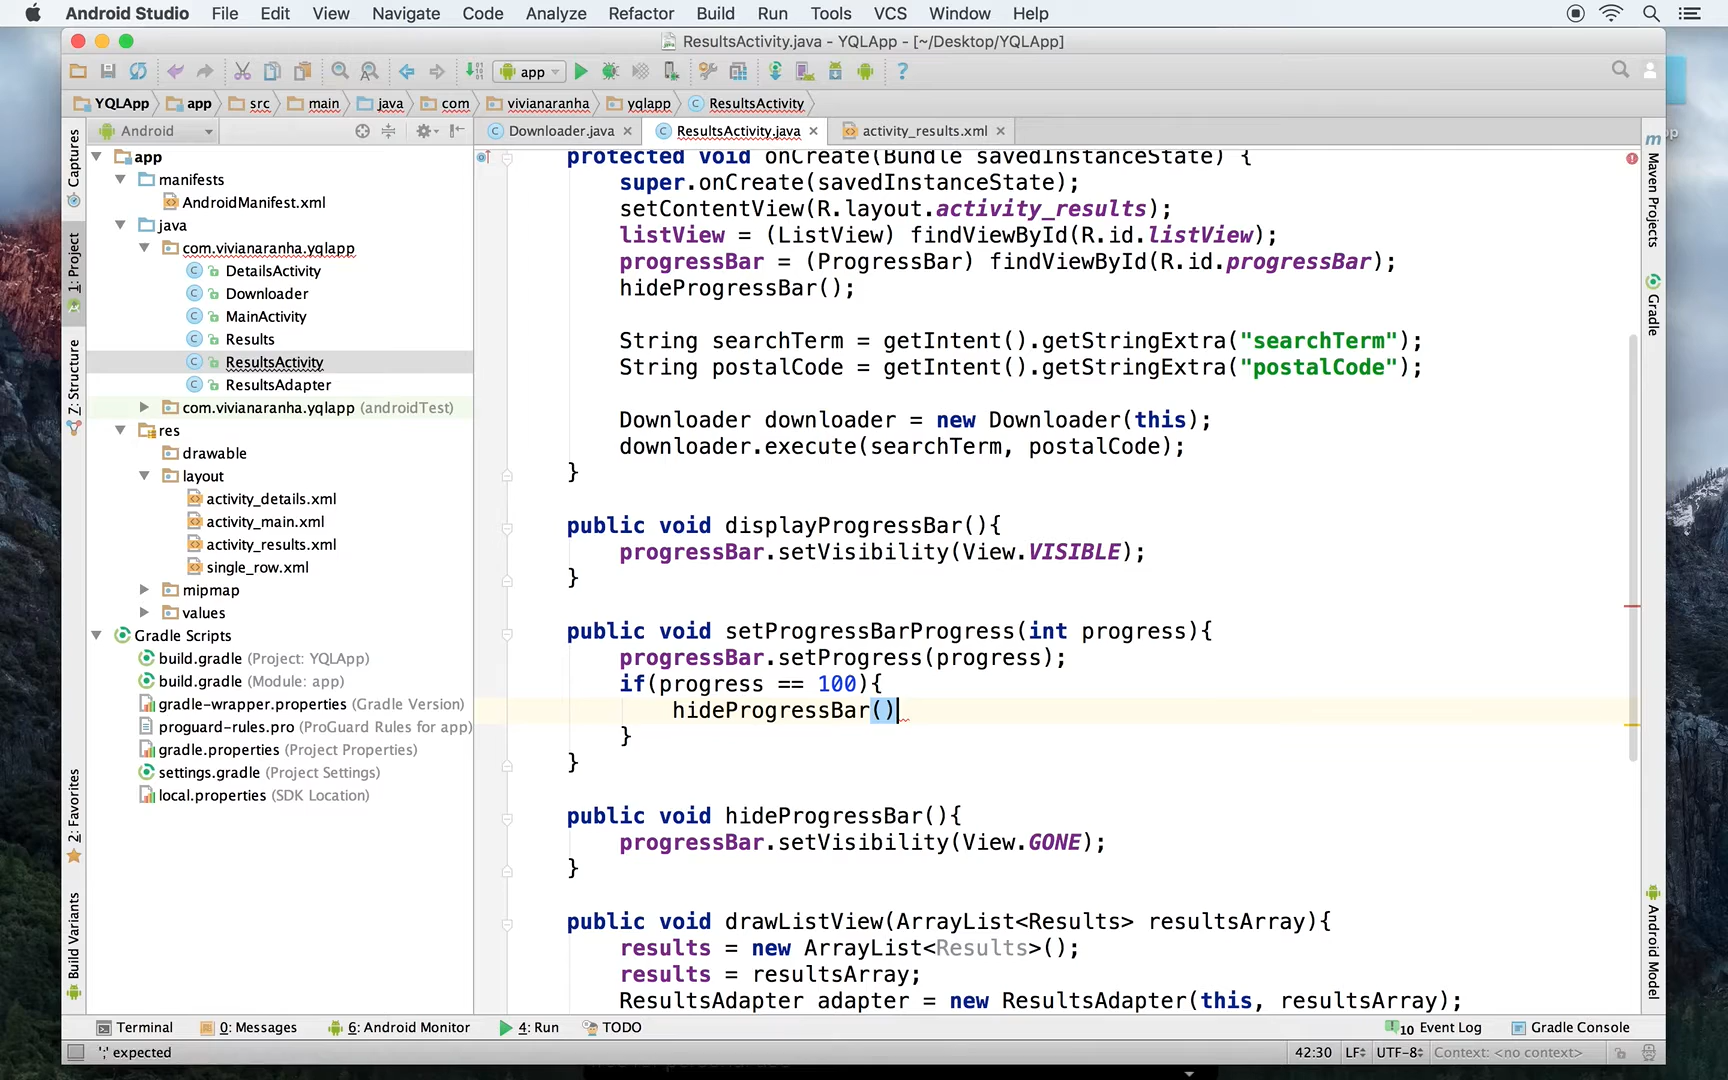 Android Studio File Edit View Navigate Code Analyze Refactor Build Run Tools VCS Window Help
ResultsActivity.java - YQLApp - [~/Desktop/YQLApp]
app
YQLApp app src main java com vivianaranha yqlapp ResultsActivity
Android
Downloader.java ResultsActivity.java activity_results.xml
Captures
1: Project
7: Structure
2: Favorites
Build Variants
app
manifests
AndroidManifest.xml
java
com.vivianaranha.yqlapp
DetailsActivity
Downloader
MainActivity
Results
ResultsActivity
ResultsAdapter
com.vivianaranha.yqlapp (androidTest)
res
drawable
layout
activity_details.xml
activity_main.xml
activity_results.xml
single_row.xml
mipmap
values
Gradle Scripts
build.gradle (Project: YQLApp)
build.gradle (Module: app)
gradle-wrapper.properties (Gradle Version)
proguard-rules.pro (ProGuard Rules for app)
gradle.properties (Project Properties)
settings.gradle (Project Settings)
local.properties (SDK Location)
protected void onCreate(Bundle savedInstanceState) {
super.onCreate(savedInstanceState);
setContentView(R.layout.activity_results);
listView = (ListView) findViewById(R.id.listView);
progressBar = (ProgressBar) findViewById(R.id.progressBar);
hideProgressBar();
String searchTerm = getIntent().getStringExtra("searchTerm");
String postalCode = getIntent().getStringExtra("postalCode");
Downloader downloader = new Downloader(this);
downloader.execute(searchTerm, postalCode);
}
public void displayProgressBar(){
progressBar.setVisibility(View.VISIBLE);
}
public void setProgressBarProgress(int progress){
progressBar.setProgress(progress);
if(progress == 100){
hideProgressBar()
}
}
public void hideProgressBar(){
progressBar.setVisibility(View.GONE);
}
public void drawListView(ArrayList<Results> resultsArray){
results = new ArrayList<Results>();
results = resultsArray;
ResultsAdapter adapter = new ResultsAdapter(this, resultsArray);
m
Maven Projects
Gradle
Android Model
Terminal 0: Messages 6: Android Monitor 4: Run TODO 10 Event Log Gradle Console
';' expected 42:30 LF UTF-8 Context: <no context>